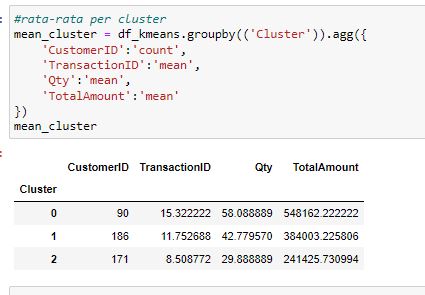 #rata-rata per cluster
mean_cluster = df_kmeans.groupby(('Cluster')).agg({
    'CustomerID':'count',
    'TransactionID':'mean',
    'Qty':'mean',
    'TotalAmount':'mean'
})
mean_cluster
CustomerID TransactionID Qty TotalAmount
Cluster
0 90 15.322222 58.088889 548162.222222
1 186 11.752688 42.779570 384003.225806
2 171 8.508772 29.888889 241425.730994